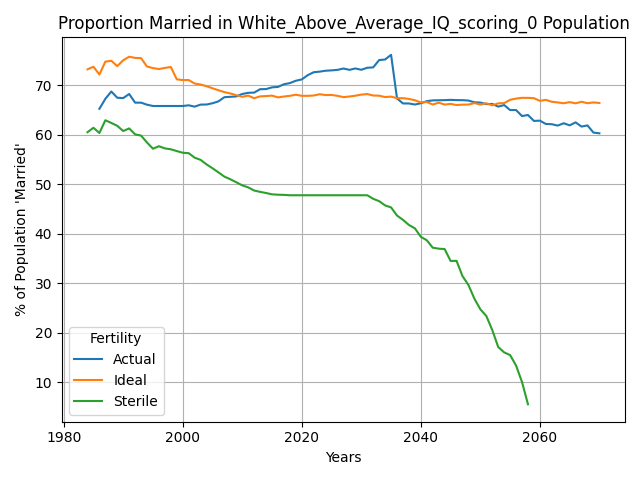 Proportion Married in White_Above_Average_IQ_scoring_0 Population
% of Population 'Married'
70
60
50
40
30
20
10
Fertility
Actual
Ideal
Sterile
1980
2000
2020
2040
2060
Years